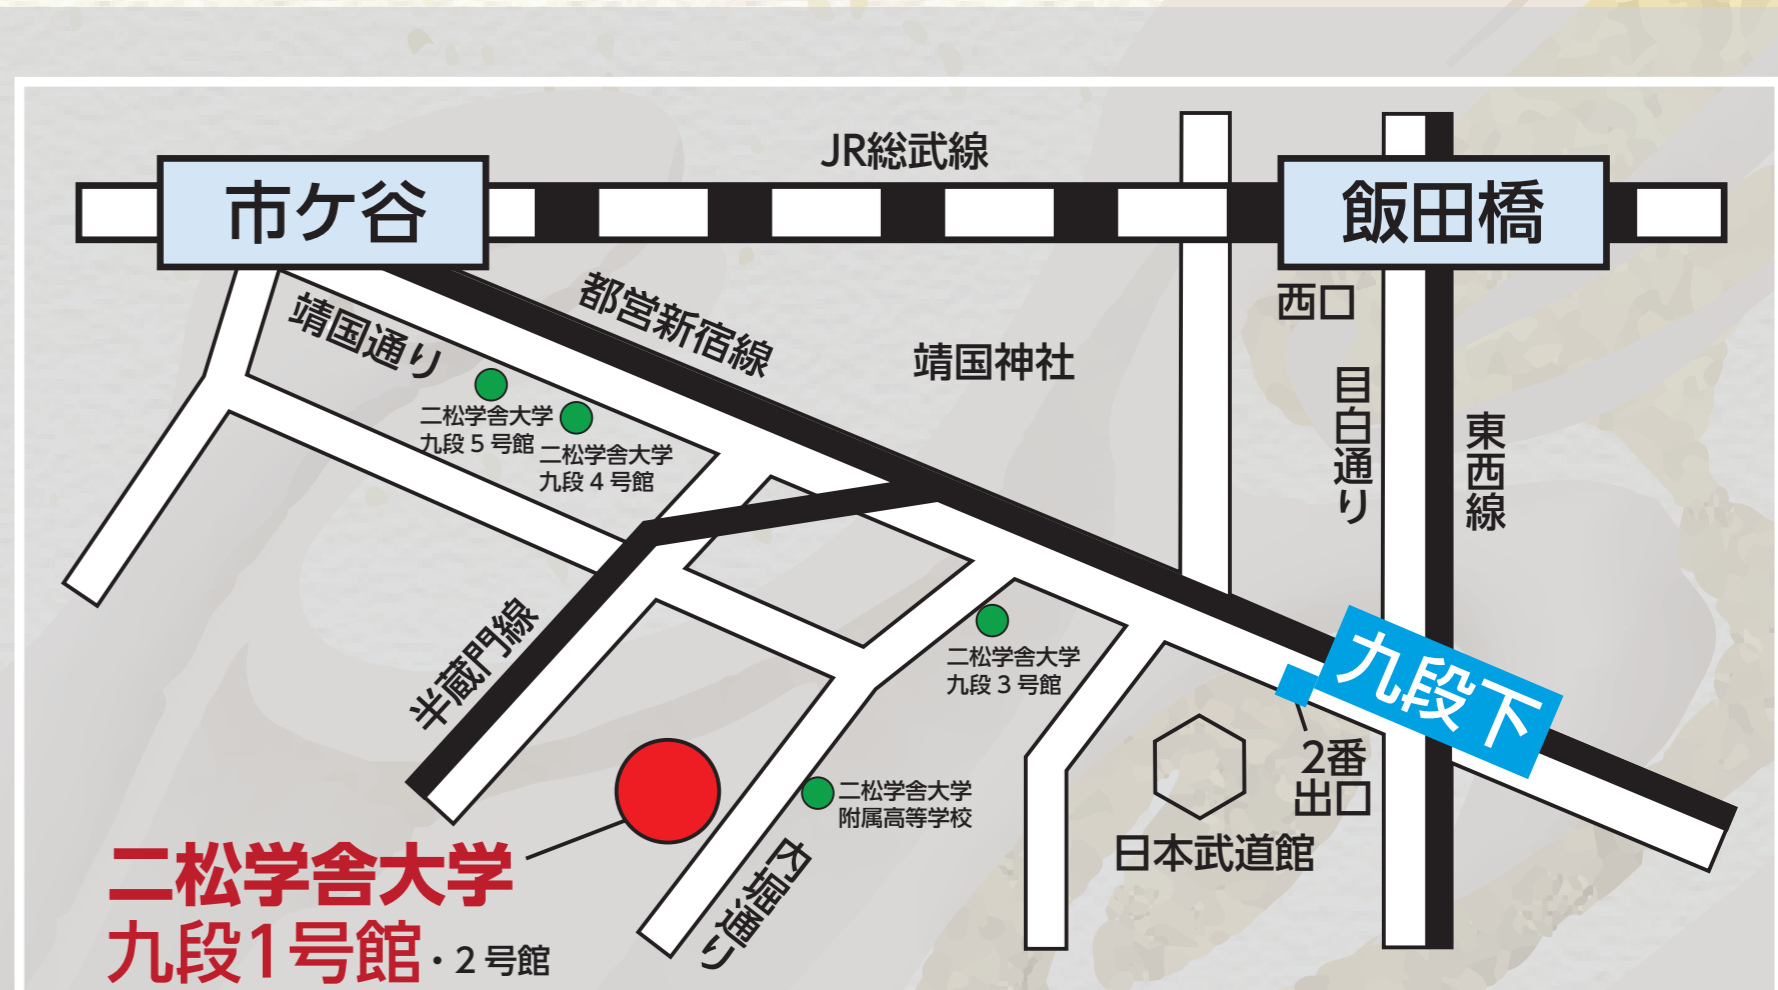 JR総武線
市ケ谷
飯田橋
西口
靖国通り
都営新宿線
靖国神社
目白通り
東西線
二松学舎大学
九段5号館
二松学舎大学
九段4号館
半蔵門線
二松学舎大学
九段3号館
九段下
2番
出口
二松学舎大学
附属高等学校
日本武道館
内堀通り
二松学舎大学
九段1号館・2号館